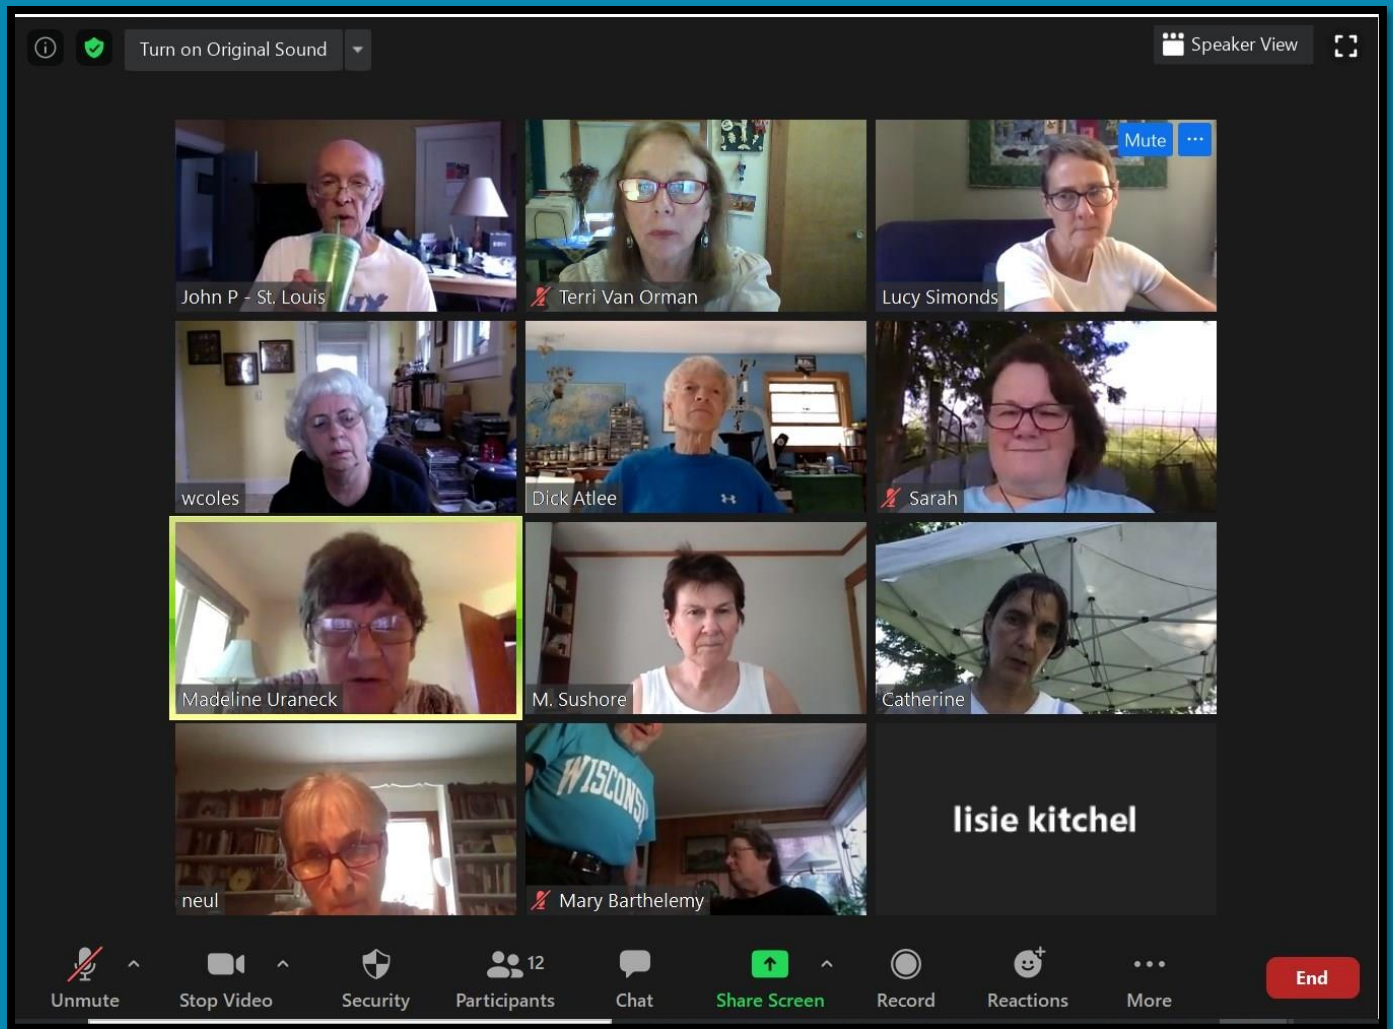 Turn on Original Sound
Speaker View
Mute
John P - St. Louis
Terri Van Orman
Lucy Simonds
wcoles
Dick Atlee
Sarah
Madeline Uraneck
M. Sushore
Catherine
WISCONS
neul
Mary Barthelemy
lisie kitchel
12
Unmute
Stop Video
Security
Participants
Chat
Share Screen
Record
Reactions
More
End